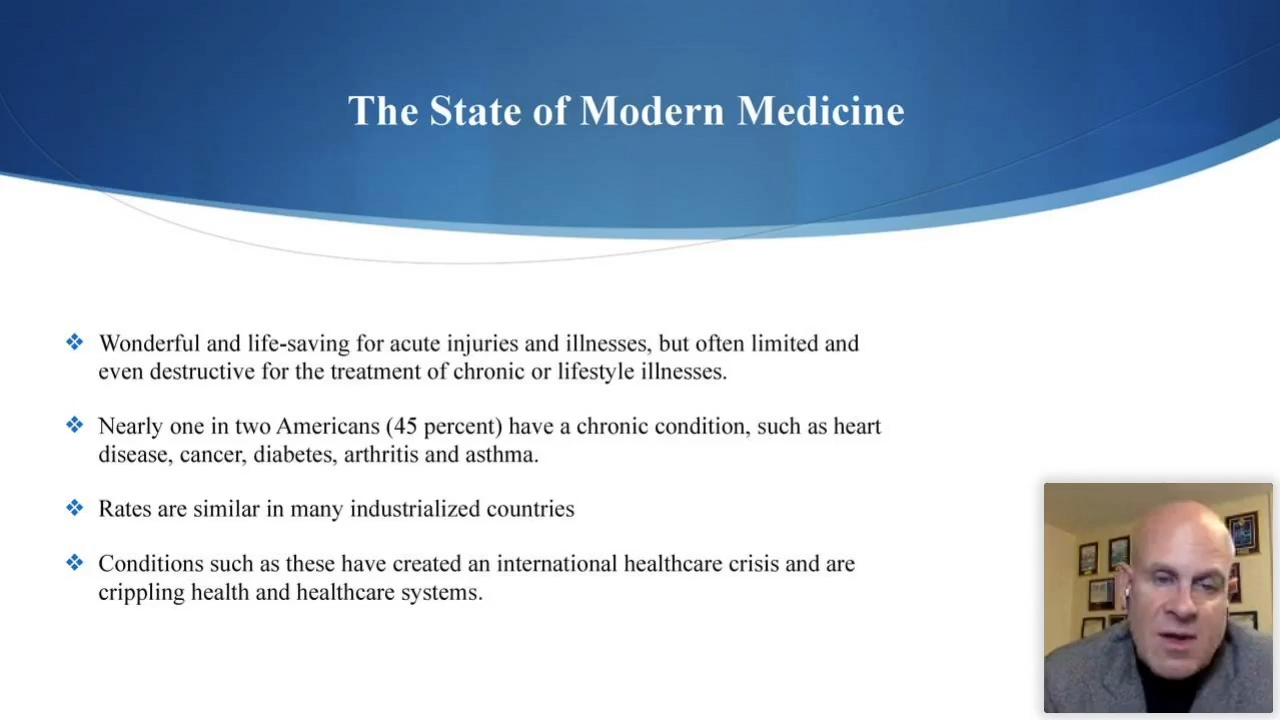 The State of Modern Medicine
Wonderful and life-saving for acute injuries and illnesses, but often limited and
even destructive for the treatment of chronic or lifestyle illnesses.
Nearly one in two Americans (45 percent) have a chronic condition, such as heart
disease, cancer, diabetes, arthritis and asthma.
Rates are similar in many industrialized countries
Conditions such as these have created an international healthcare crisis and are
crippling health and healthcare systems.